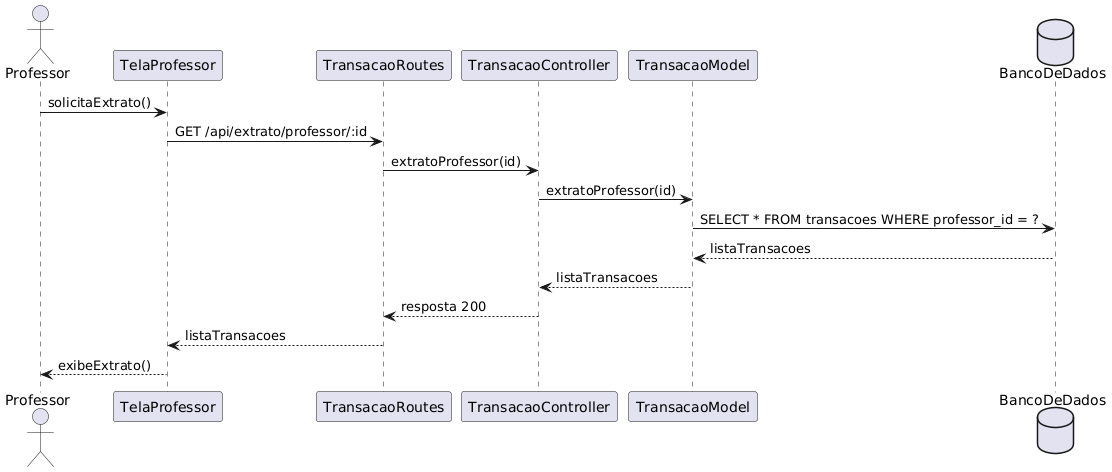 Professor
TelaProfessor
TransacaoRoutes
TransacaoController
TransacaoModel
BancoDeDados
solicitaExtrato()
GET /api/extrato/professor/:id
extratoProfessor(id)
extratoProfessor(id)
SELECT * FROM transacoes WHERE professor_id = ?
listaTransacoes
listaTransacoes
resposta 200
listaTransacoes
exibeExtrato()
Professor
TelaProfessor
TransacaoRoutes
TransacaoController
TransacaoModel
BancoDeDados